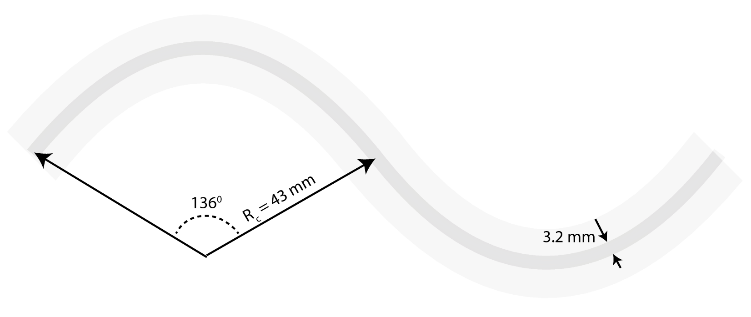 136⁰
R꜀ = 43 mm
3.2 mm